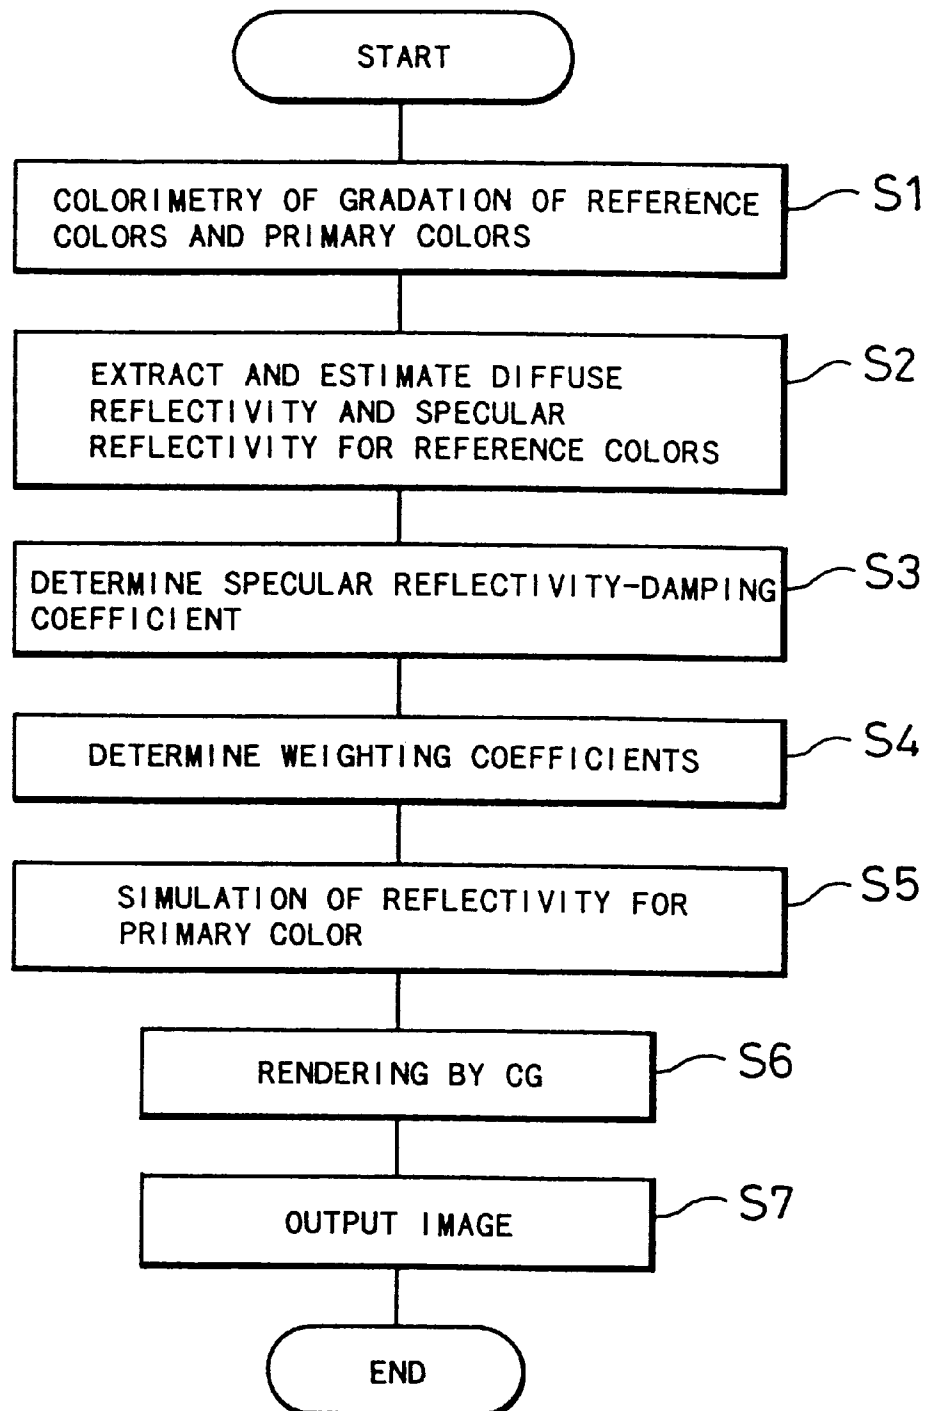 START
COLORIMETRY OF GRADATION OF REFERENCE
COLORS AND PRIMARY COLORS
S1
EXTRACT AND ESTIMATE DIFFUSE
REFLECTIVITY AND SPECULAR
REFLECTIVITY FOR REFERENCE COLORS
S2
DETERMINE SPECULAR REFLECTIVITY-DAMPING
COEFFICIENT
S3
DETERMINE WEIGHTING COEFFICIENTS
S4
SIMULATION OF REFLECTIVITY FOR
PRIMARY COLOR
S5
RENDERING BY CG
S6
OUTPUT IMAGE
S7
END